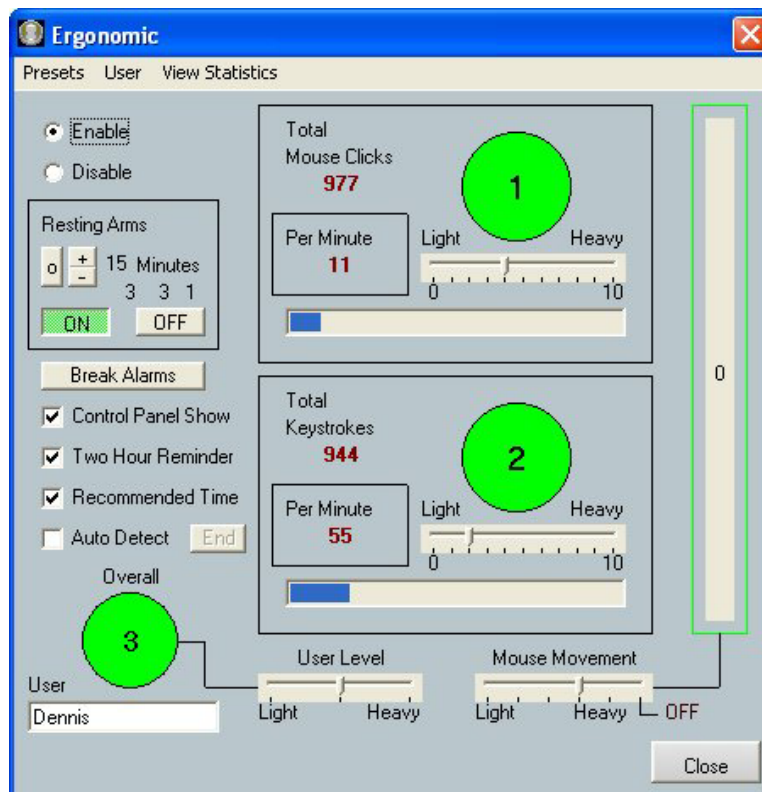 Ergonomic
Presets User View Statistics
Enable
Disable
Resting Arms
o + - 15 Minutes
3 3 1
ON OFF
Break Alarms
Control Panel Show
Two Hour Reminder
Recommended Time
Auto Detect End
Overall
3
User
Dennis
Total
Mouse Clicks
977
1
Per Minute
11
Light Heavy
0 10
Total
Keystrokes
944
2
Per Minute
55
Light Heavy
0 10
0
User Level
Light Heavy
Mouse Movement
Light Heavy OFF
Close